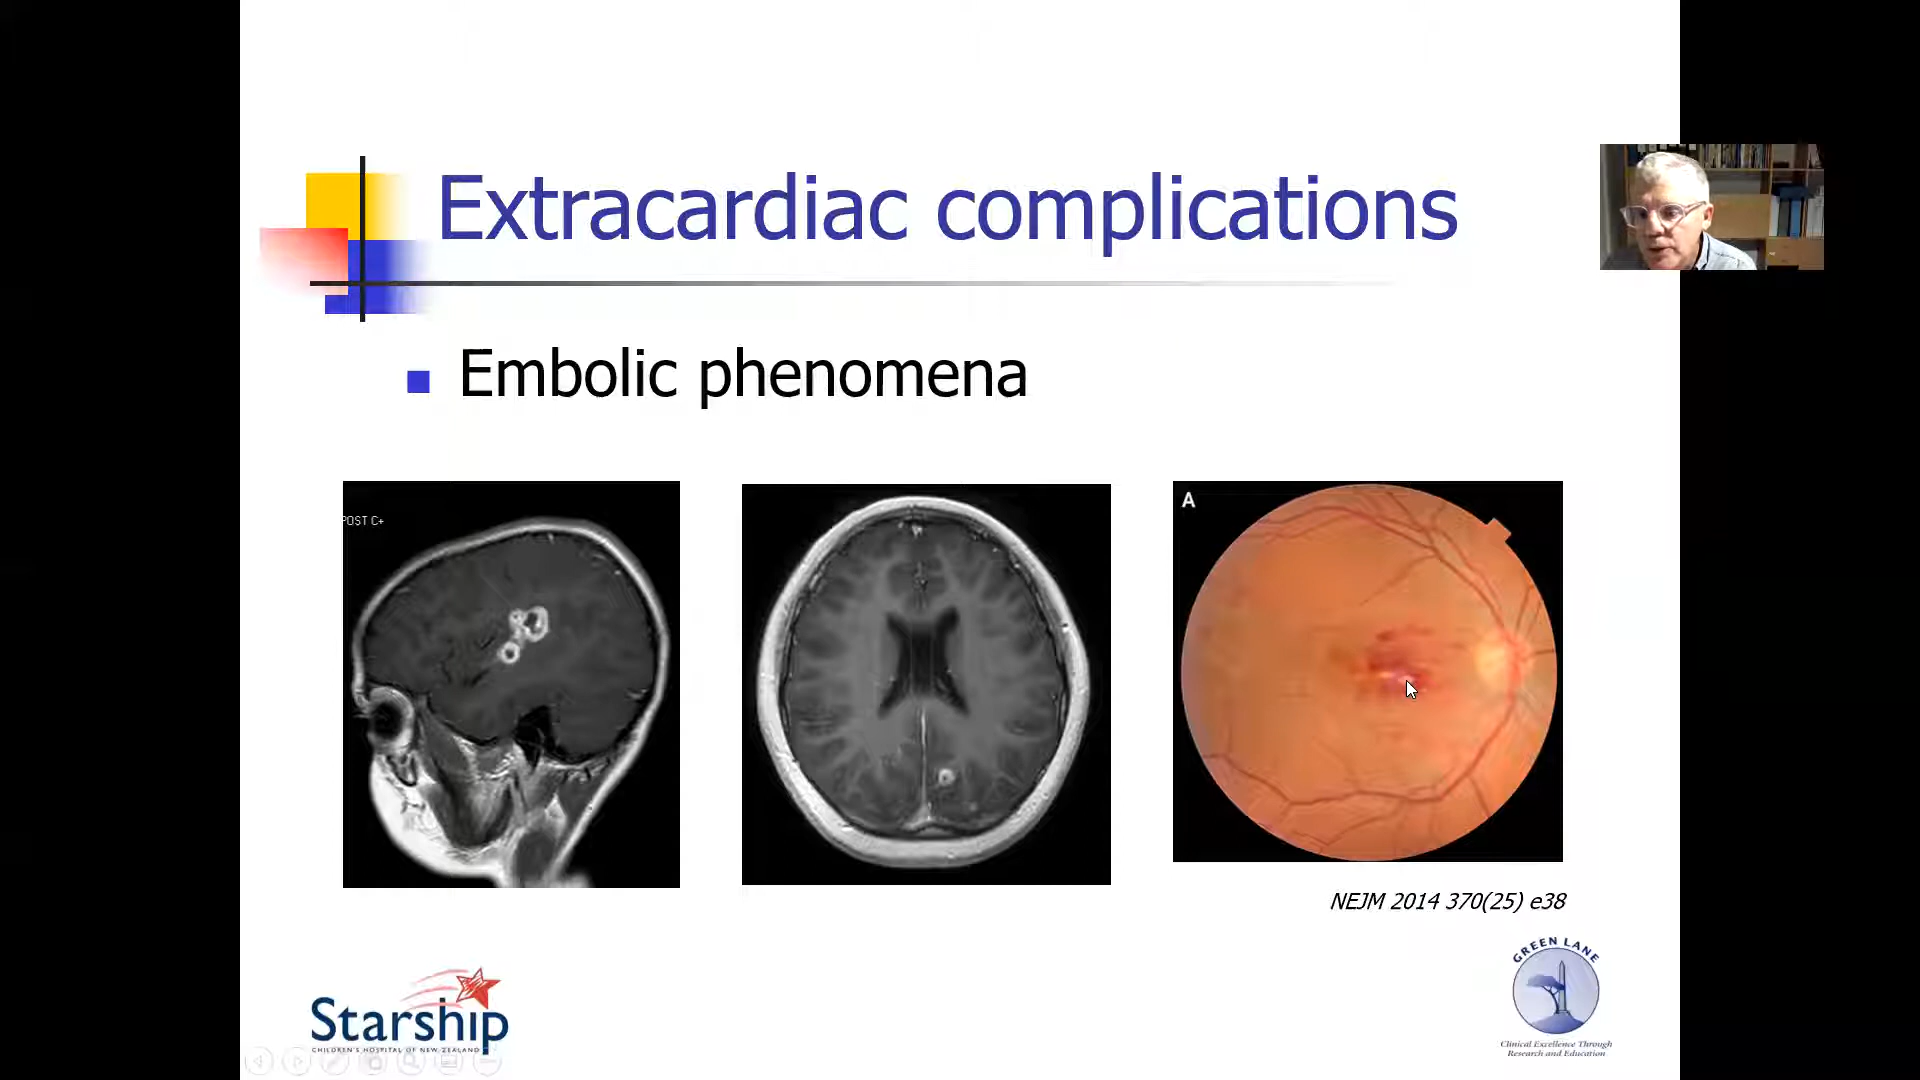 Extracardiac complications
Embolic phenomena
POST C+
A
NEJM 2014 370(25) e38
Starship
CHILDREN'S HOSPITAL OF NEW ZEALAND
GREEN LANE
Clinical Excellence Through
Research and Education